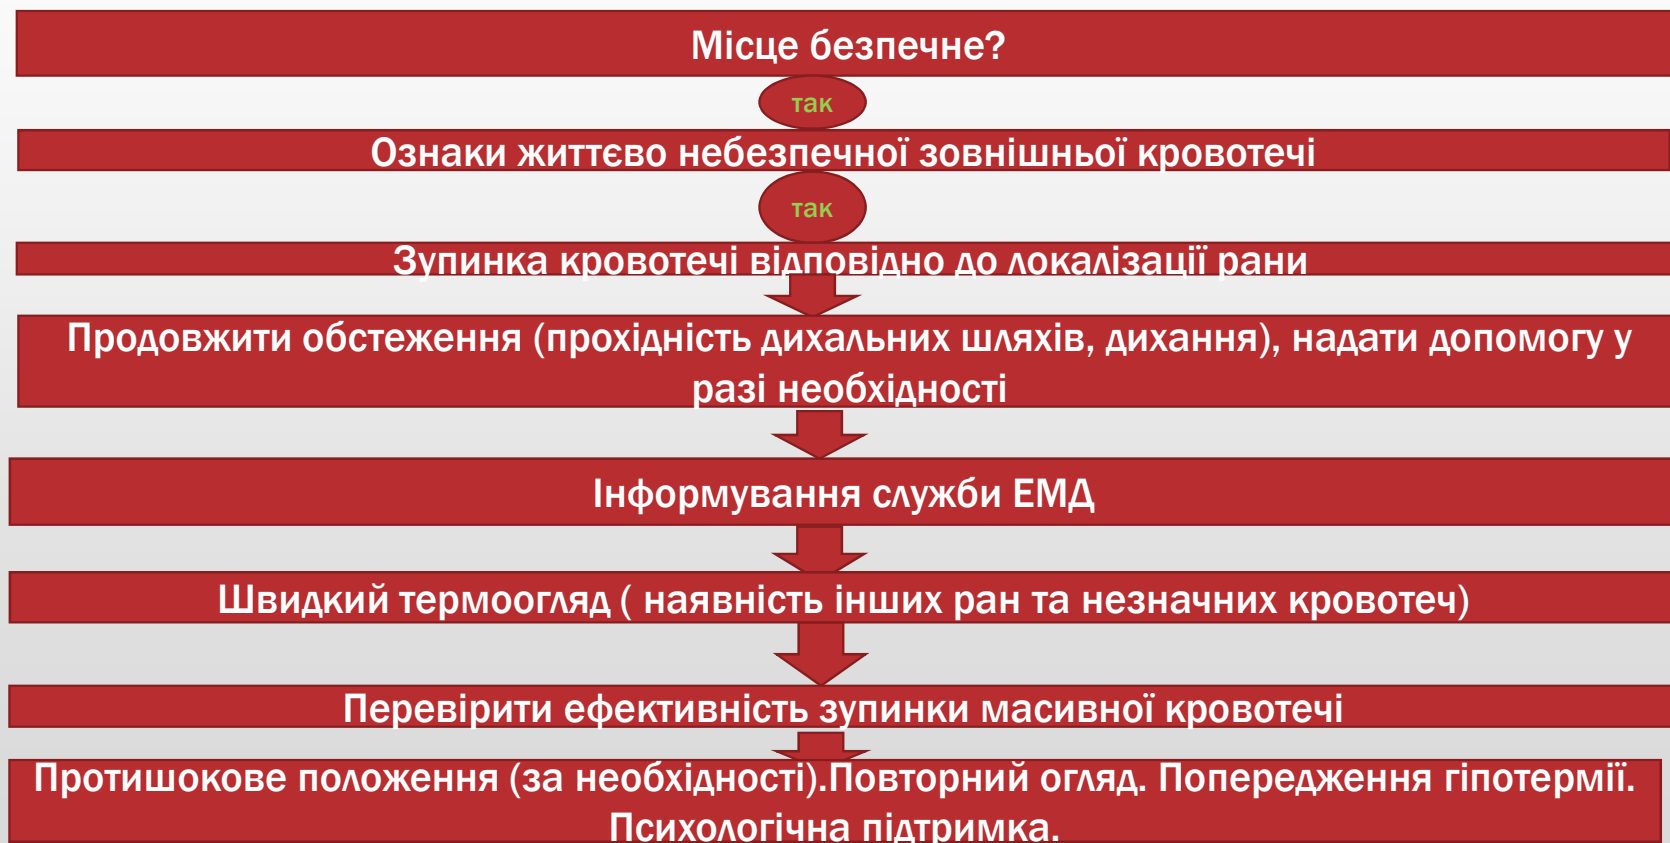 Місце безпечне?
так
Ознаки життєво небезпечної зовнішньої кровотечі
так
Зупинка кровотечі відповідно до локалізації рани
Продовжити обстеження (прохідність дихальних шляхів, дихання), надати допомогу у
разі необхідності
Інформування служби ЕМД
Швидкий термоогляд ( наявність інших ран та незначних кровотеч)
Перевірити ефективність зупинки масивної кровотечі
Протишокове положення (за необхідності).Повторний огляд. Попередження гіпотермії.
Психологічна підтримка.